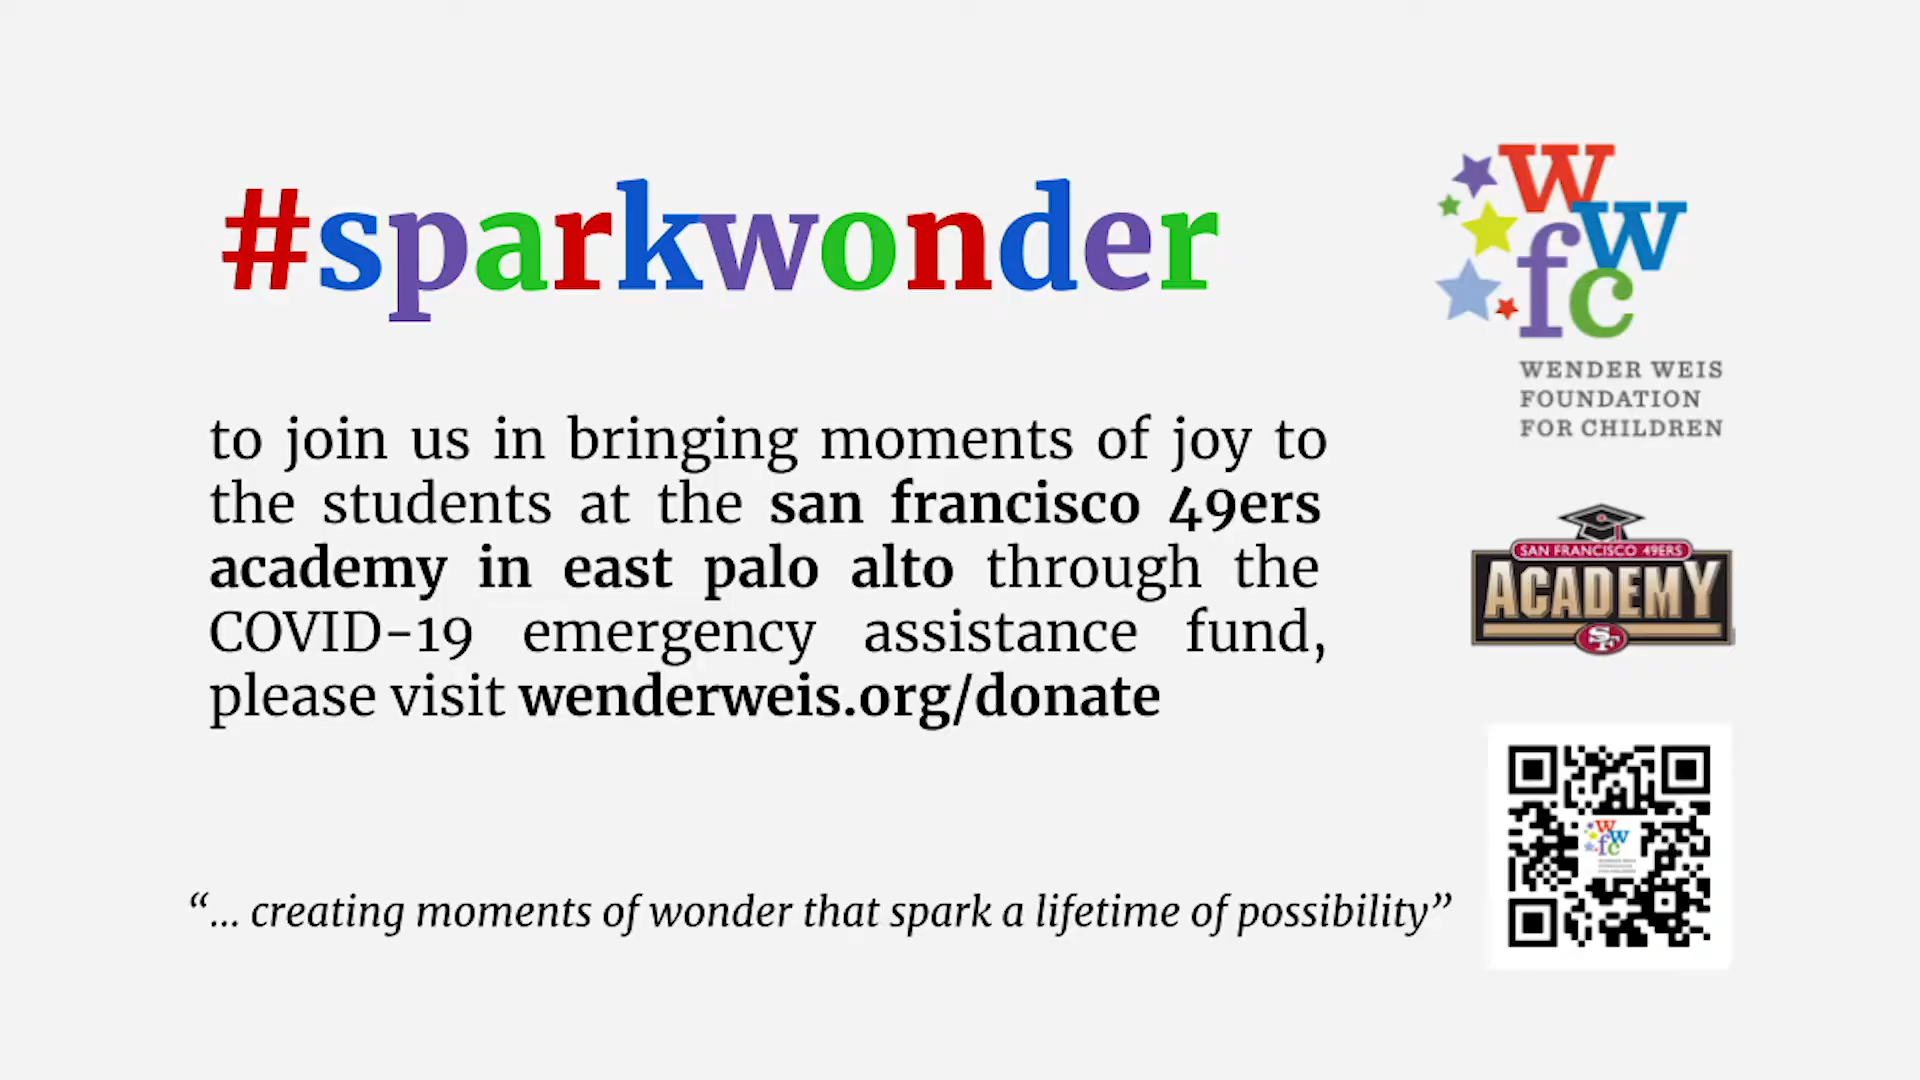 #sparkwonder
to join us in bringing moments of joy to
the students at the san francisco 49ers
academy in east palo alto through the
COVID-19 emergency assistance fund,
please visit wenderweis.org/donate
"... creating moments of wonder that spark a lifetime of possibility"
w
w
f
c
WENDER WEIS
FOUNDATION
FOR CHILDREN
SAN FRANCISCO 49ERS
ACADEMY
SF
w
w
f
c